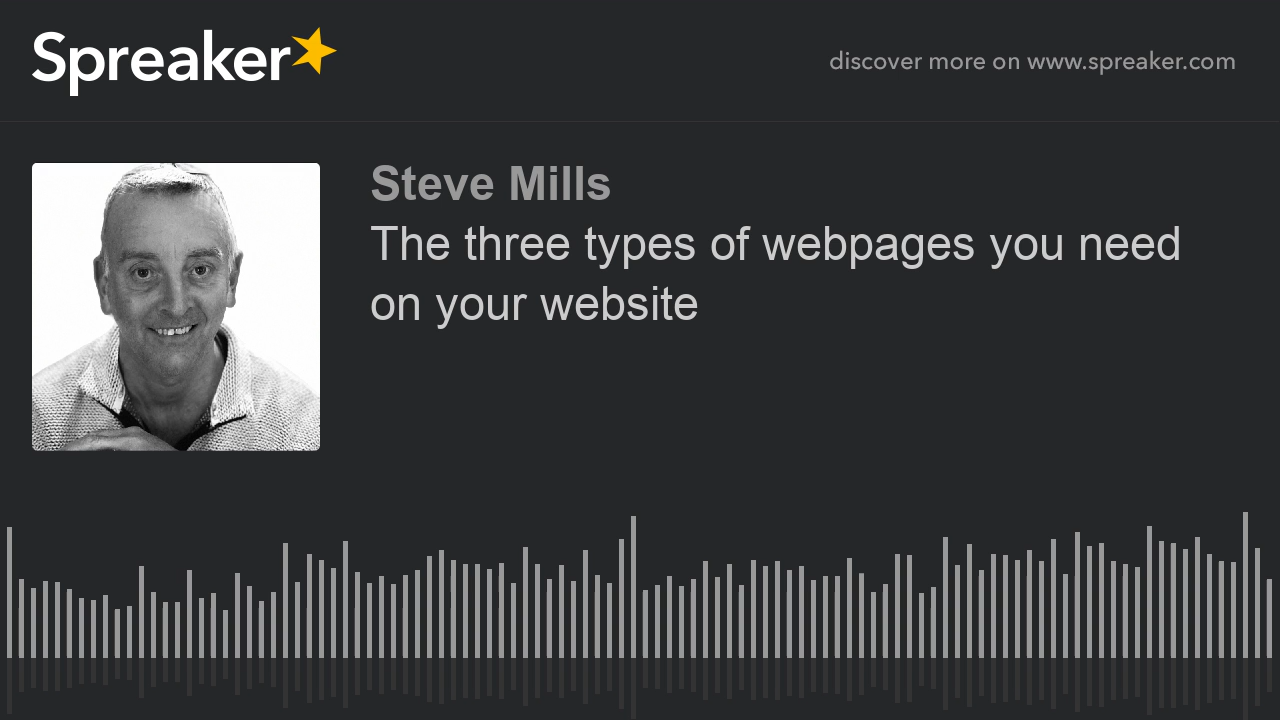 Spreaker
discover more on www.spreaker.com
Steve Mills
The three types of webpages you need
on your website